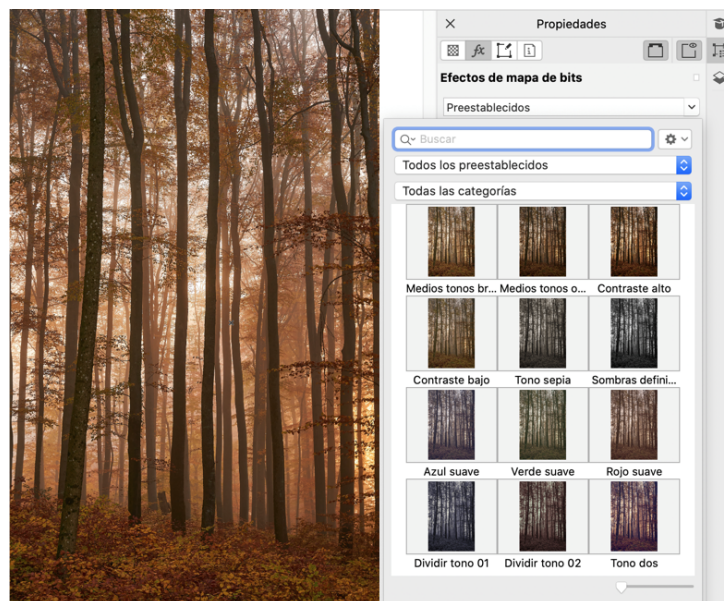 Propiedades
fx
Efectos de mapa de bits
Preestablecidos
Buscar
Todos los preestablecidos
Todas las categorías
Medios tonos br... Medios tonos o... Contraste alto
Contraste bajo Tono sepia Sombras defini...
Azul suave Verde suave Rojo suave
Dividir tono 01 Dividir tono 02 Tono dos